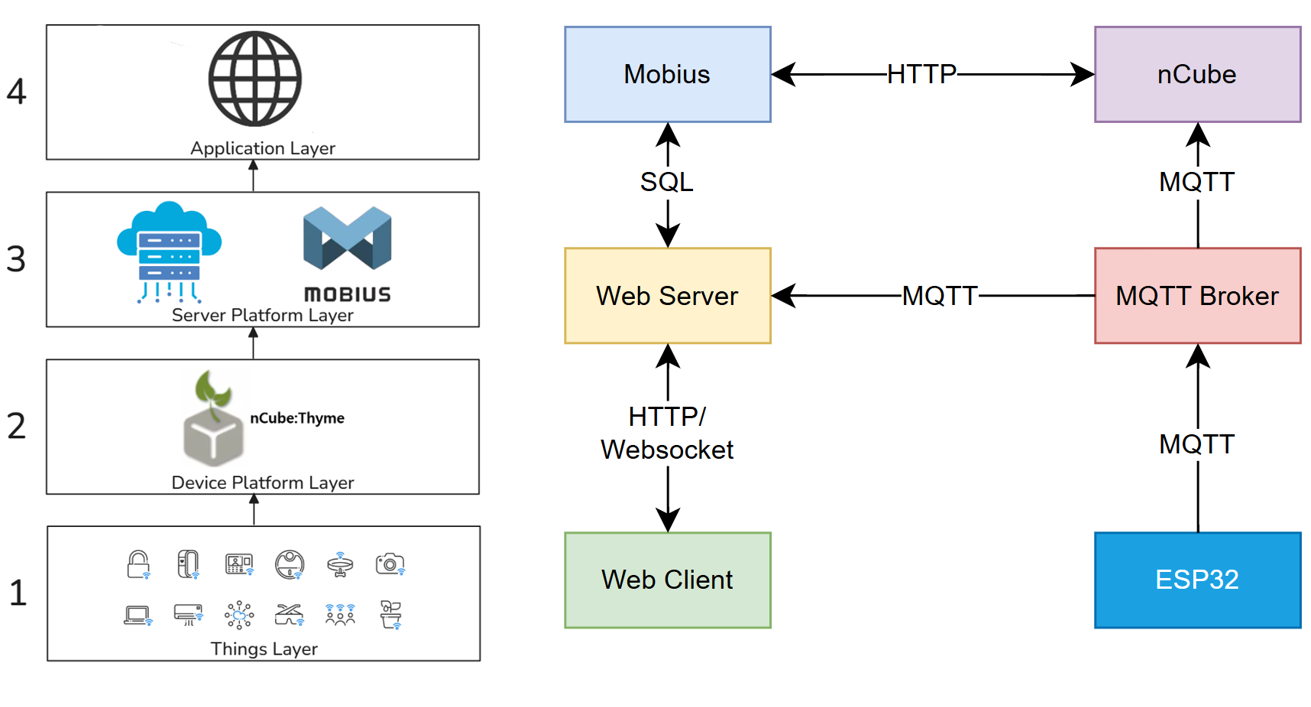 4
Application Layer
3
MOBIUS
Server Platform Layer
2
nCube:Thyme
Device Platform Layer
1
Things Layer
Mobius
HTTP
nCube
SQL
MQTT
Web Server
MQTT
MQTT Broker
HTTP/
Websocket
MQTT
Web Client
ESP32